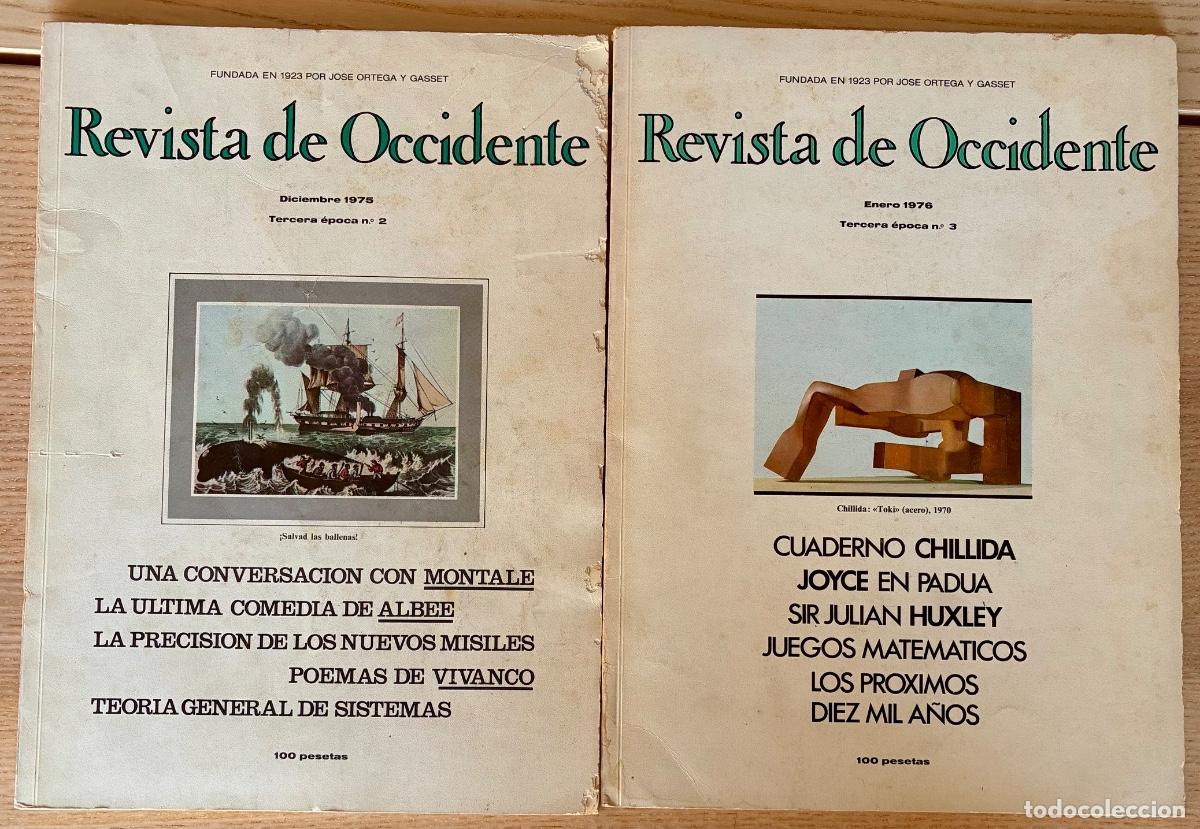 FUNDADA EN 1923 POR JOSE ORTEGA Y GASSET
Revista de Occidente
Diciembre 1975
Tercera época n.º 2
¡Salvad las ballenas!
UNA CONVERSACION CON MONTALE
LA ULTIMA COMEDIA DE ALBEE
LA PRECISION DE LOS NUEVOS MISILES
POEMAS DE VIVANCO
TEORIA GENERAL DE SISTEMAS
100 pesetas
FUNDADA EN 1923 POR JOSE ORTEGA Y GASSET
Revista de Occidente
Enero 1976
Tercera época n.º 3
Chillida: «Toki» (acero), 1970
CUADERNO CHILLIDA
JOYCE EN PADUA
SIR JULIAN HUXLEY
JUEGOS MATEMATICOS
LOS PROXIMOS
DIEZ MIL AÑOS
100 pesetas
todocoleccion